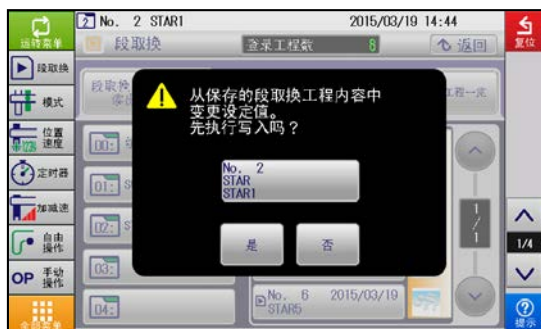 运转菜单
2 No. 2 STAR1
2015/03/19 14:44
复位
段取换
登录工程数 8
返回
段取换
模式
位置
速度
定时器
加减速
自由
操作
OP 手动
操作
全回菜单
从保存的段取换工程内容中
变更设定值。
先执行写入吗？
No. 2
STAR
STAR1
是
否
00:
01: S
02: S
03:
04:
No. 6 2015/03/19
STAR5
1
/
1
1/4
提示